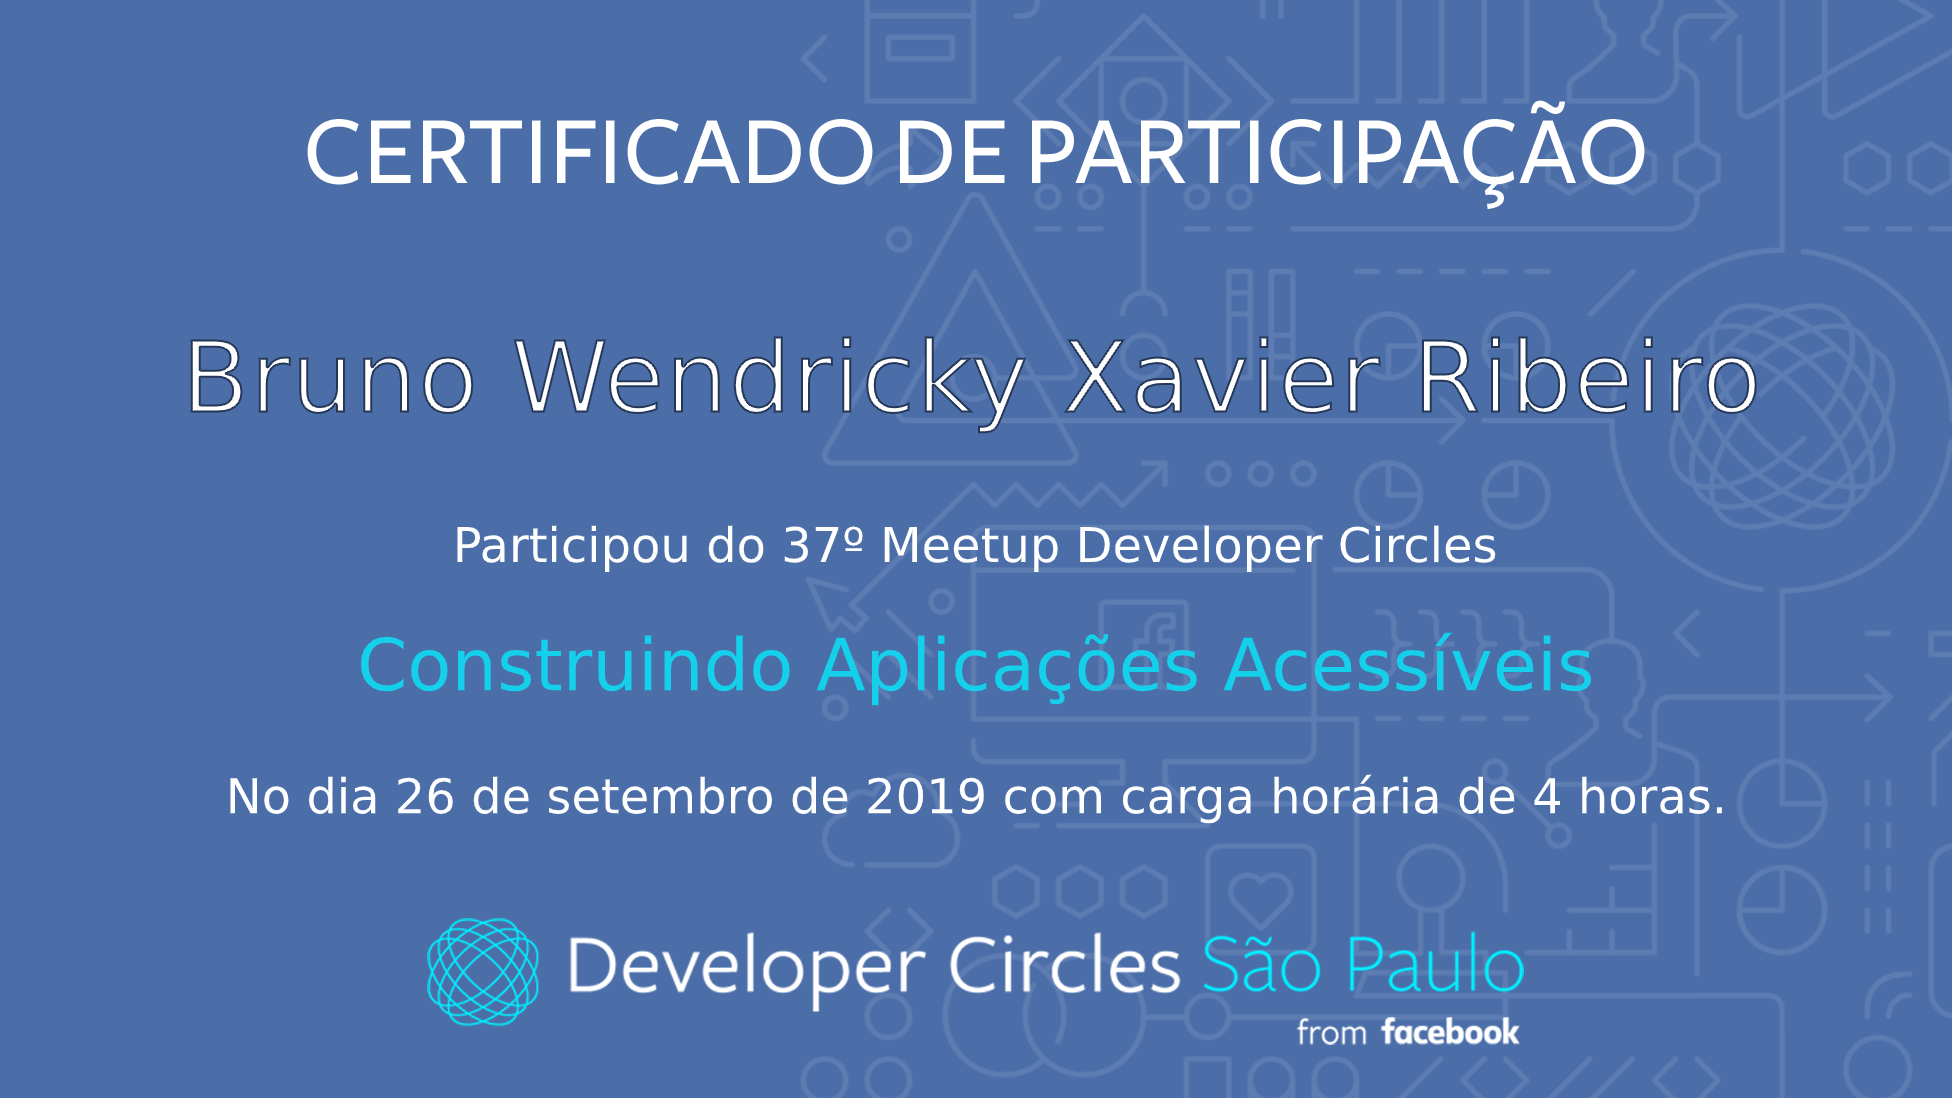 CERTIFICADO DE PARTICIPAÇÃO
Bruno Wendricky Xavier Ribeiro
Participou do 37º Meetup Developer Circles
Construindo Aplicações Acessíveis
No dia 26 de setembro de 2019 com carga horária de 4 horas.
Developer Circles São Paulo
from facebook